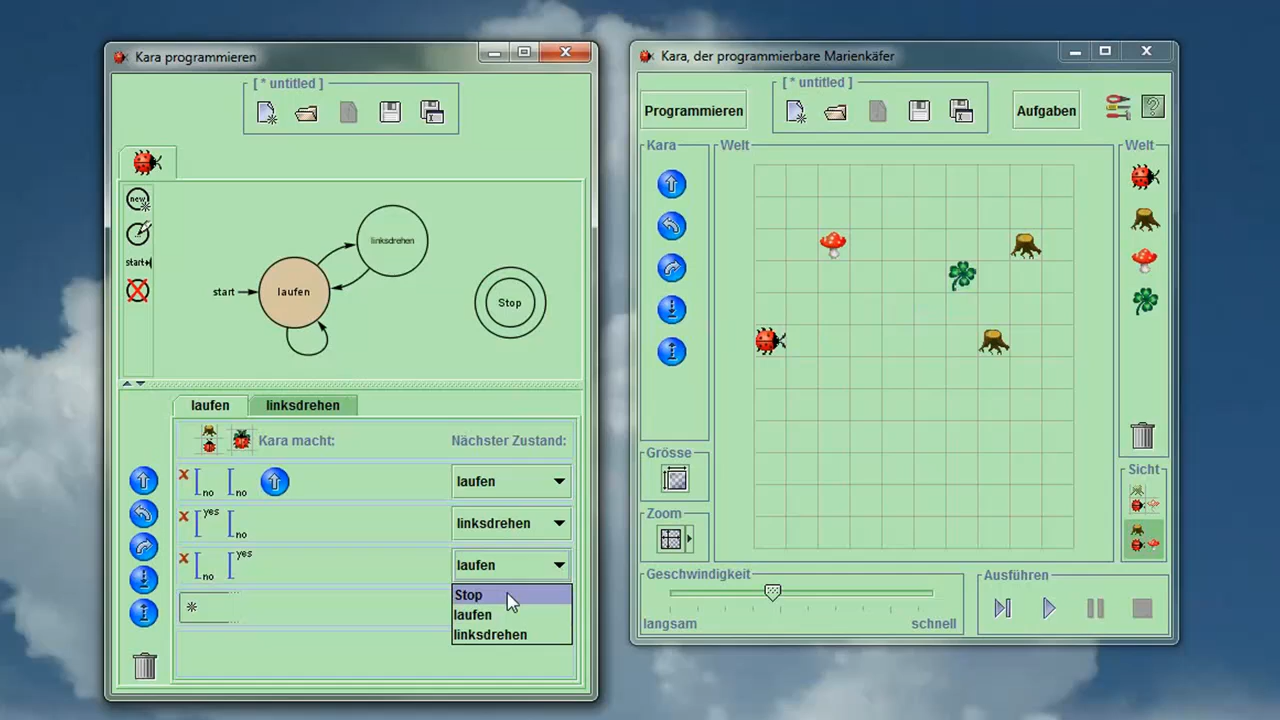 Kara programmieren
[ * untitled ]
new
start
start
laufen
linksdrehen
Stop
laufen
linksdrehen
Kara macht:
Nächster Zustand:
no
no
laufen
yes
no
linksdrehen
no
yes
laufen
Stop
laufen
linksdrehen
Kara, der programmierbare Marienkäfer
Programmieren
[ * untitled ]
Aufgaben
?
Kara
Welt
Welt
Grösse
Zoom
Sicht
Geschwindigkeit
langsam
schnell
Ausführen